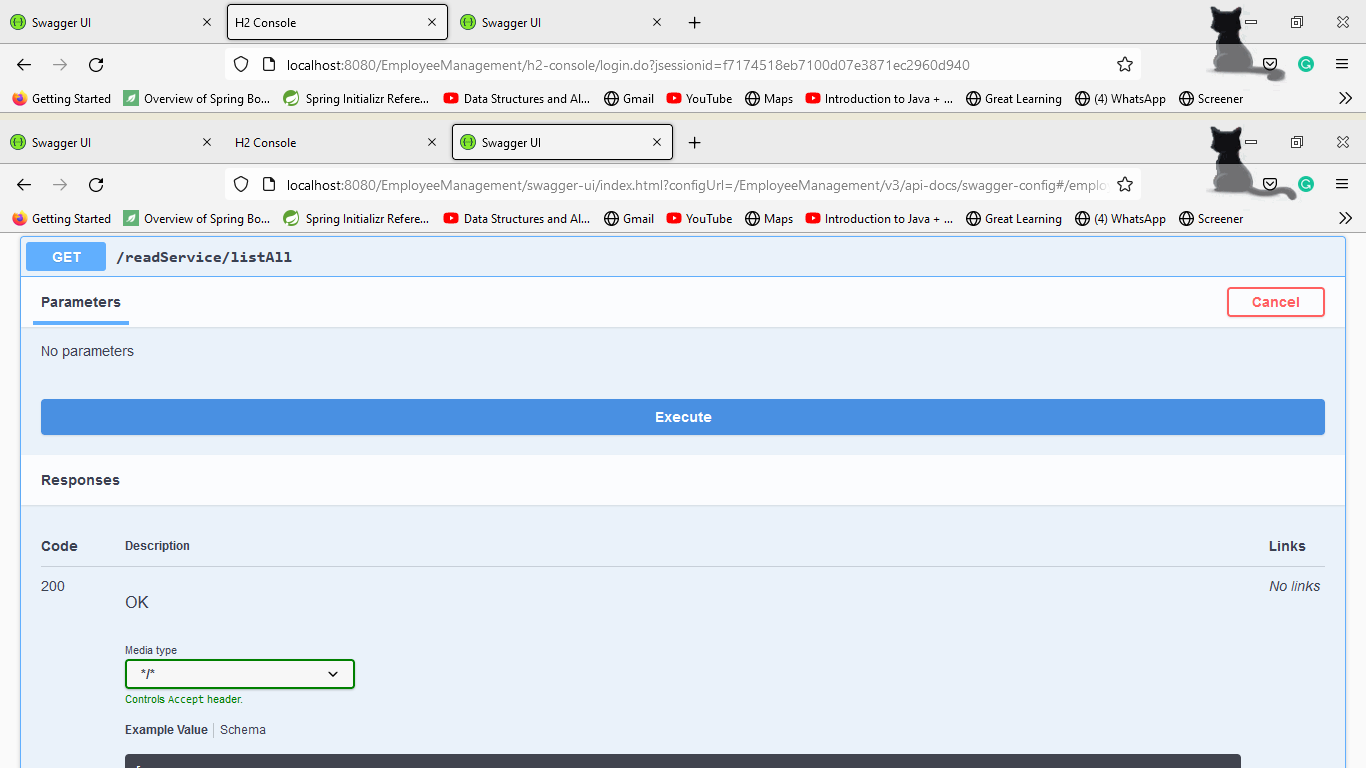 Swagger UI H2 Console Swagger UI
localhost:8080/EmployeeManagement/h2-console/login.do?jsessionid=f7174518eb7100d07e3871ec2960d940
Getting Started Overview of Spring Bo... Spring Initializr Refere... Data Structures and Al... Gmail YouTube Maps Introduction to Java + ... Great Learning (4) WhatsApp Screener
Swagger UI H2 Console Swagger UI
localhost:8080/EmployeeManagement/swagger-ui/index.html?configUrl=/EmployeeManagement/v3/api-docs/swagger-config#/emplo
Getting Started Overview of Spring Bo... Spring Initializr Refere... Data Structures and Al... Gmail YouTube Maps Introduction to Java + ... Great Learning (4) WhatsApp Screener
GET /readService/listAll
Parameters Cancel
No parameters
Execute
Responses
Code Description Links
200 No links
OK
Media type
*/*
Controls Accept header.
Example Value Schema